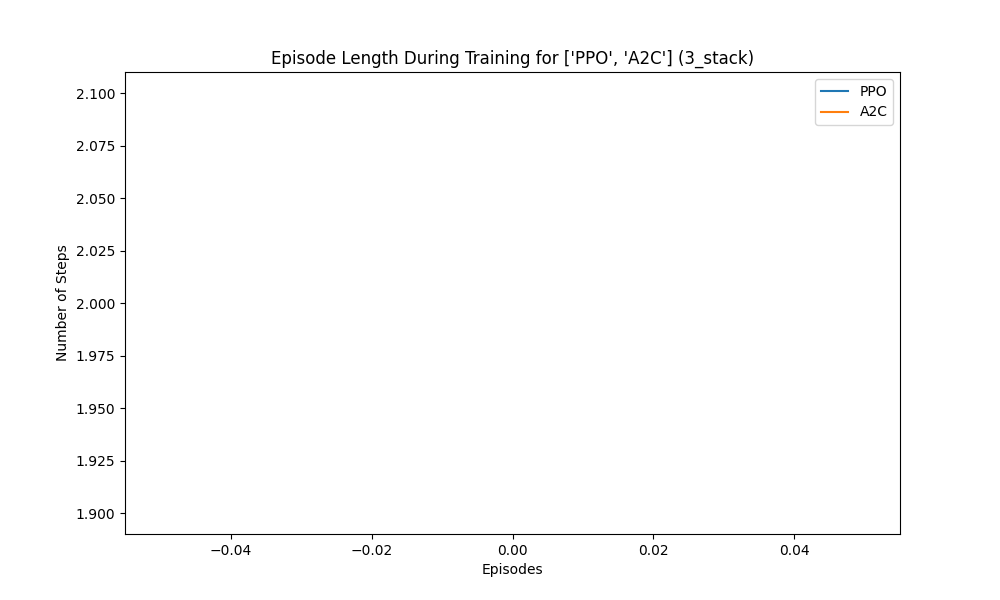 Episode Length During Training for ['PPO', 'A2C'] (3_stack)
PPO
A2C
2.100
2.075
2.050
2.025
2.000
1.975
1.950
1.925
1.900
Number of Steps
−0.04 −0.02 0.00 0.02 0.04
Episodes